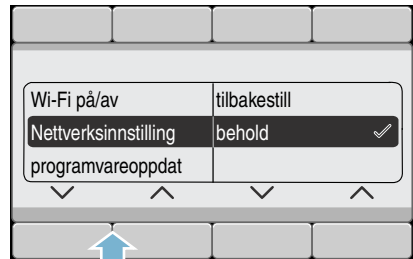 Wi-Fi på/av tilbakestill
Nettverksinnstilling behold
programvareoppdat